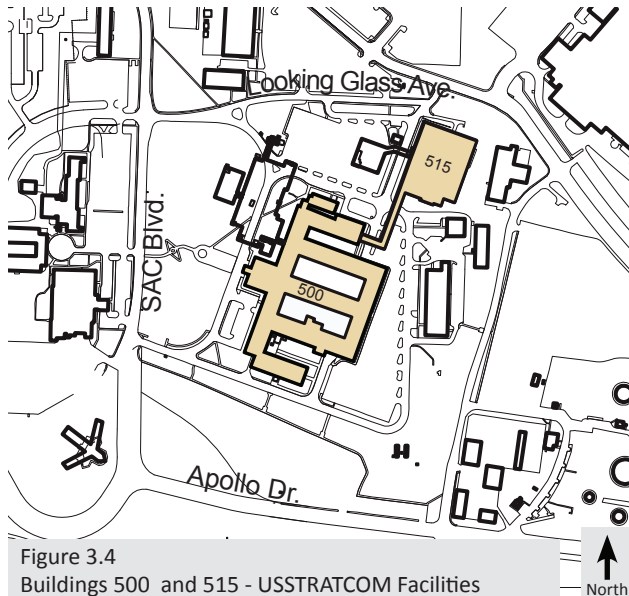 Looking Glass Ave.
515
SAC Blvd.
500
Apollo Dr.
Figure 3.4
Buildings 500 and 515 - USSTRATCOM Facilities
North